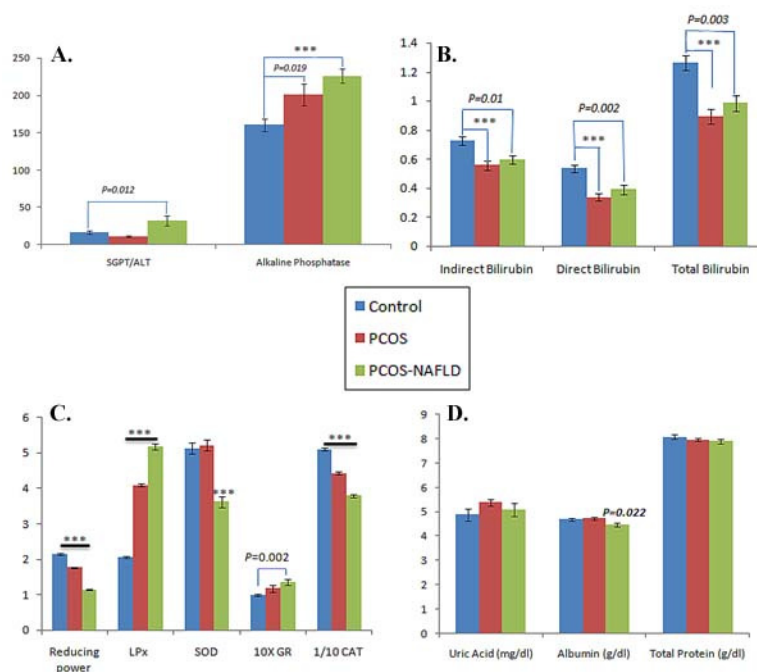 A.
***
P=0.019
250
200
150
100
50
0
P=0.012
SGPT/ALT
Alkaline Phosphatase
B.
P=0.003
***
P=0.01
***
P=0.002
***
1.4
1.2
1
0.8
0.6
0.4
0.2
0
Indirect Bilirubin
Direct Bilirubin
Total Bilirubin
Control
PCOS
PCOS-NAFLD
C.
6
5
4
3
2
1
0
***
***
***
P=0.002
***
Reducing power
LPx
SOD
10X GR
1/10 CAT
D.
9
8
7
6
5
4
3
2
1
0
P=0.022
Uric Acid (mg/dl)
Albumin (g/dl)
Total Protein (g/dl)